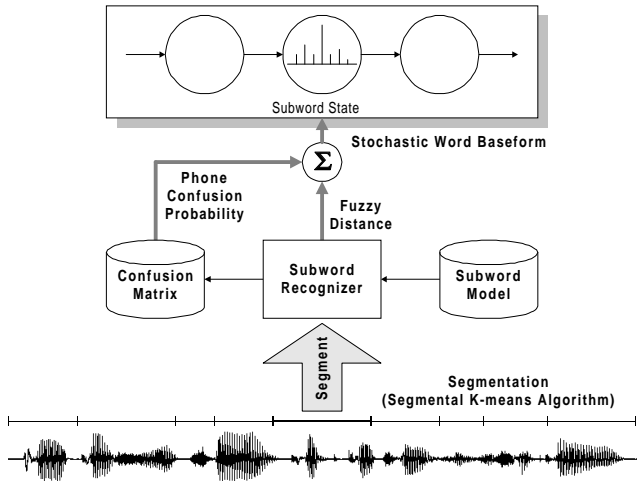 Subword State
Stochastic Word Baseform
Σ
Phone
Confusion
Probability
Fuzzy
Distance
Confusion
Matrix
Subword
Recognizer
Subword
Model
Segment
Segmentation
(Segmental K-means Algorithm)